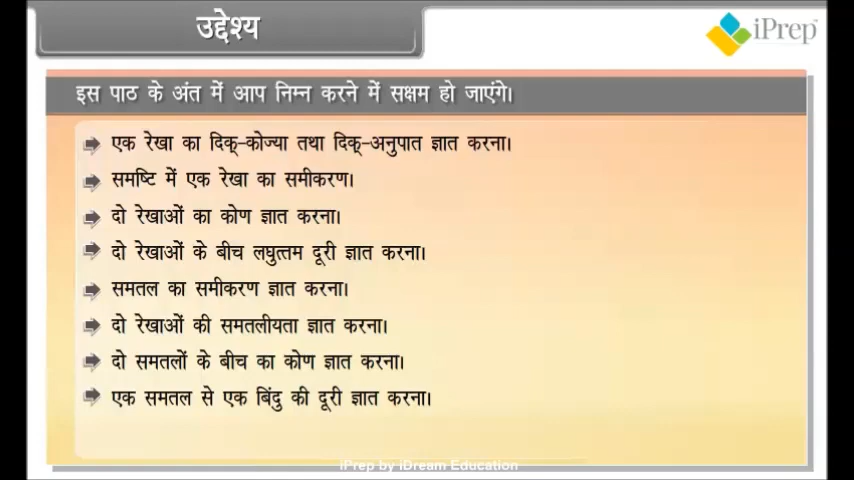 उद्देश्य
iPrep™
इस पाठ के अंत में आप निम्न करने में सक्षम हो जाएंगे।
एक रेखा का दिक्-कोज्या तथा दिक्-अनुपात ज्ञात करना।
समष्टि में एक रेखा का समीकरण।
दो रेखाओं का कोण ज्ञात करना।
दो रेखाओं के बीच लघुत्तम दूरी ज्ञात करना।
समतल का समीकरण ज्ञात करना।
दो रेखाओं की समतलीयता ज्ञात करना।
दो समतलों के बीच का कोण ज्ञात करना।
एक समतल से एक बिंदु की दूरी ज्ञात करना।
iPrep by iDream Education